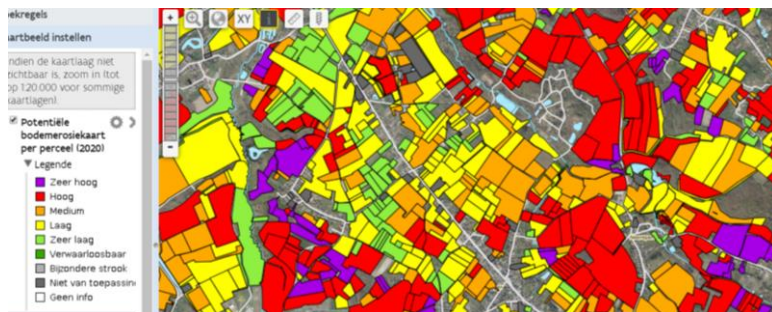 ekregels
XY
i
aartbeeld instellen
ndien de kaartlaag niet
zichtbaar is, zoom in (tot
op 1:20.000 voor sommige
kaartlagen)
Potentiële
bodemerosiekaart
per perceel (2020)
Legende
Zeer hoog
Hoog
Medium
Laag
Zeer laag
Verwaarloosbaar
Bijzondere strook
Niet van toepassin
Geen info